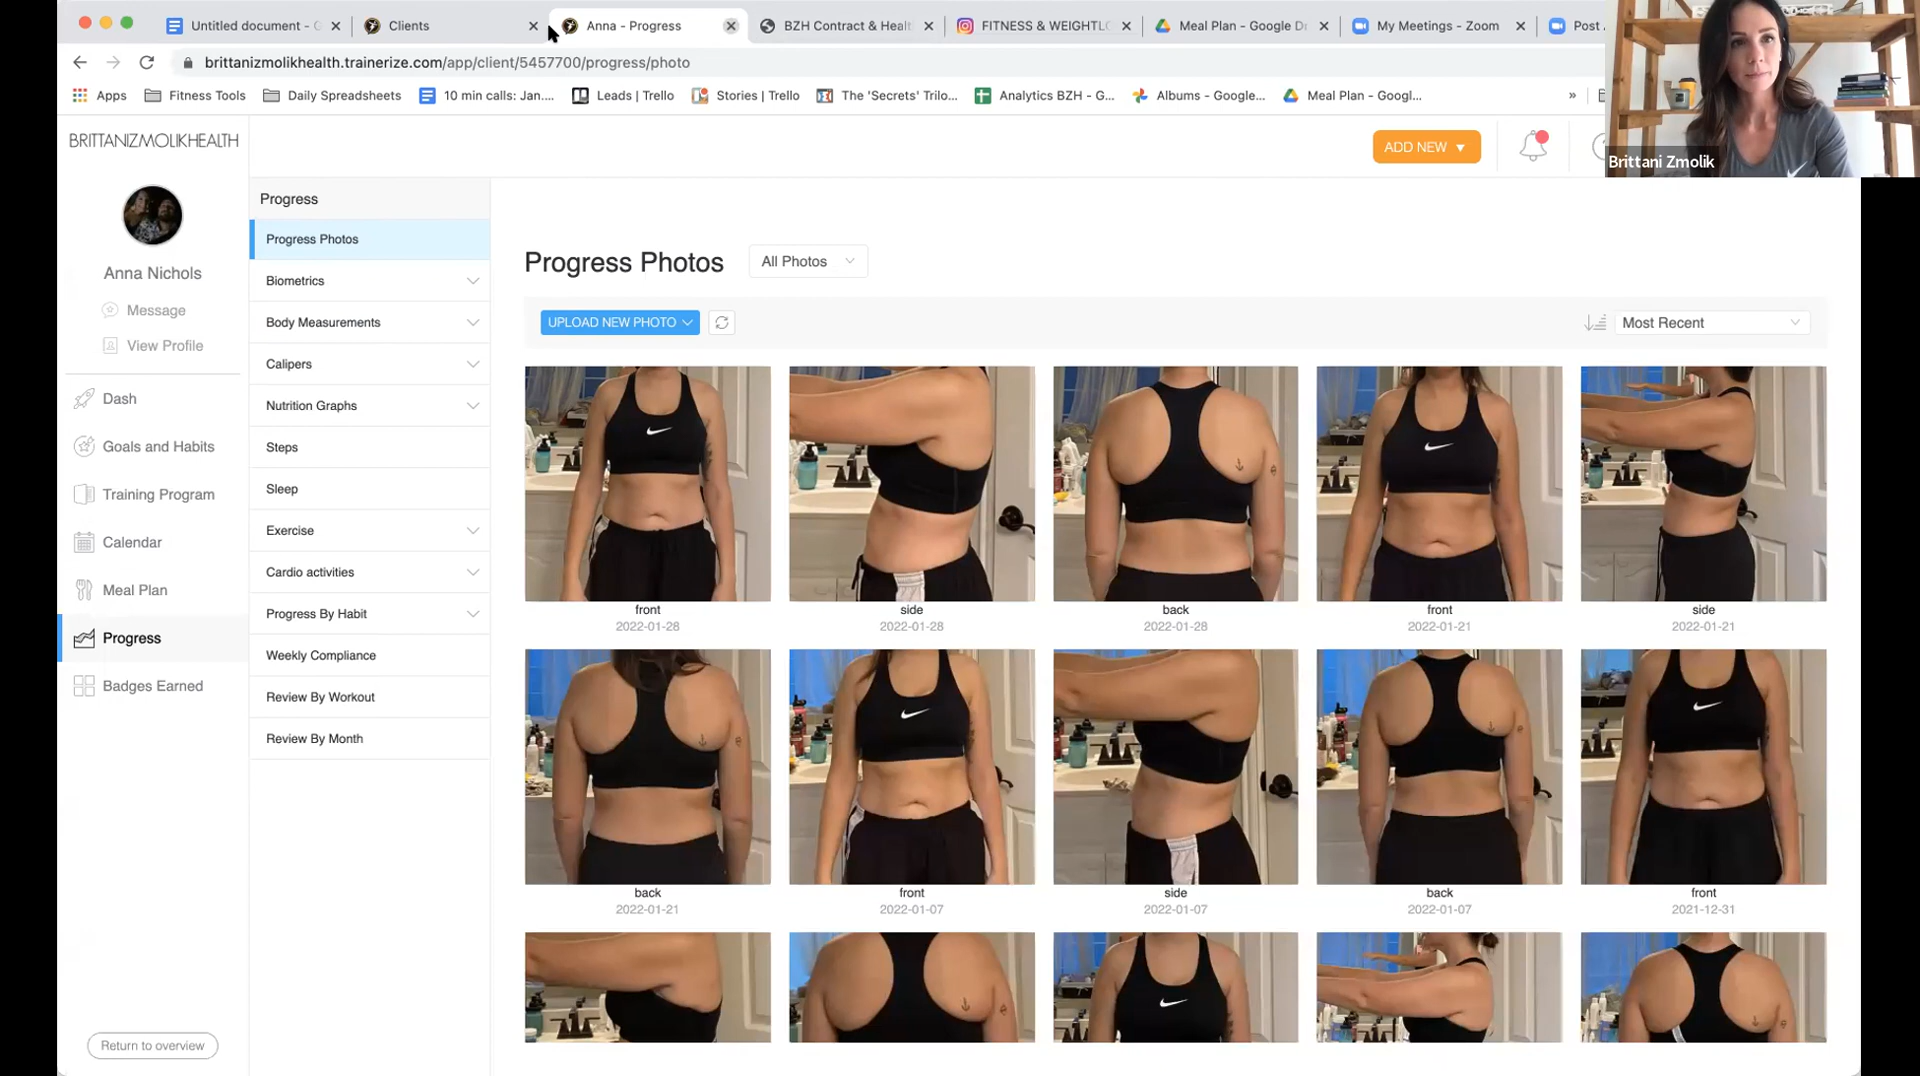 Untitled document - G
Clients
Anna - Progress
BZH Contract & Healt
FITNESS & WEIGHTLO
Meal Plan - Google Dr
My Meetings - Zoom
Post
brittanizmolikhealth.trainerize.com/app/client/5457700/progress/photo
Apps
Fitness Tools
Daily Spreadsheets
10 min calls: Jan....
Leads | Trello
Stories | Trello
The 'Secrets' Trilo...
Analytics BZH - G...
Albums - Google...
Meal Plan - Googl...
»
Brittani Zmolik
BRITTANIZMOLIKHEALTH
ADD NEW
Anna Nichols
Message
View Profile
Dash
Goals and Habits
Training Program
Calendar
Meal Plan
Progress
Badges Earned
Return to overview
Progress
Progress Photos
Biometrics
Body Measurements
Calipers
Nutrition Graphs
Steps
Sleep
Exercise
Cardio activities
Progress By Habit
Weekly Compliance
Review By Workout
Review By Month
Progress Photos
All Photos
UPLOAD NEW PHOTO
Most Recent
front
2022-01-28
side
2022-01-28
back
2022-01-28
front
2022-01-21
side
2022-01-21
back
2022-01-21
front
2022-01-07
side
2022-01-07
back
2022-01-07
front
2021-12-31